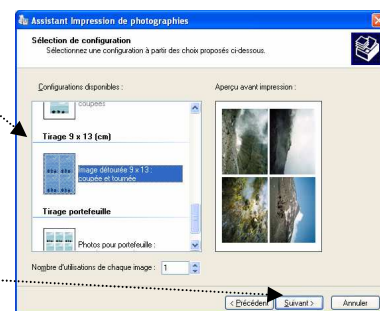 Assistant Impression de photographies
Sélection de configuration
Sélectionnez une configuration à partir des choix proposés ci-dessous.
Configurations disponibles :
Aperçu avant impression :
coupées
Tirage 9 x 13 (cm)
Image détourée 9 x 13 :
coupée et tournée
Tirage portefeuille
Photos pour portefeuille :
Nombre d'utilisations de chaque image : 1
< Précédent
Suivant >
Annuler